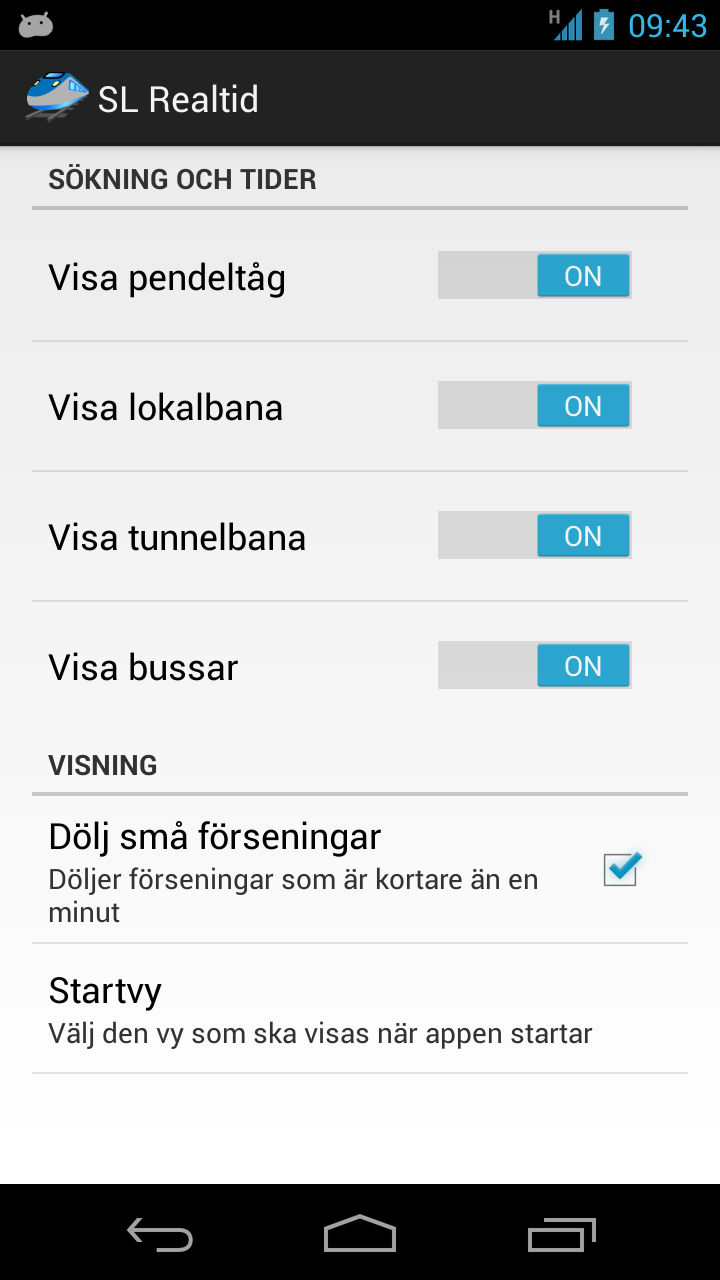 H 09:43
SL Realtid
SÖKNING OCH TIDER
Visa pendeltåg ON
Visa lokalbana ON
Visa tunnelbana ON
Visa bussar ON
VISNING
Dölj små förseningar
Döljer förseningar som är kortare än en
minut
Startvy
Välj den vy som ska visas när appen startar